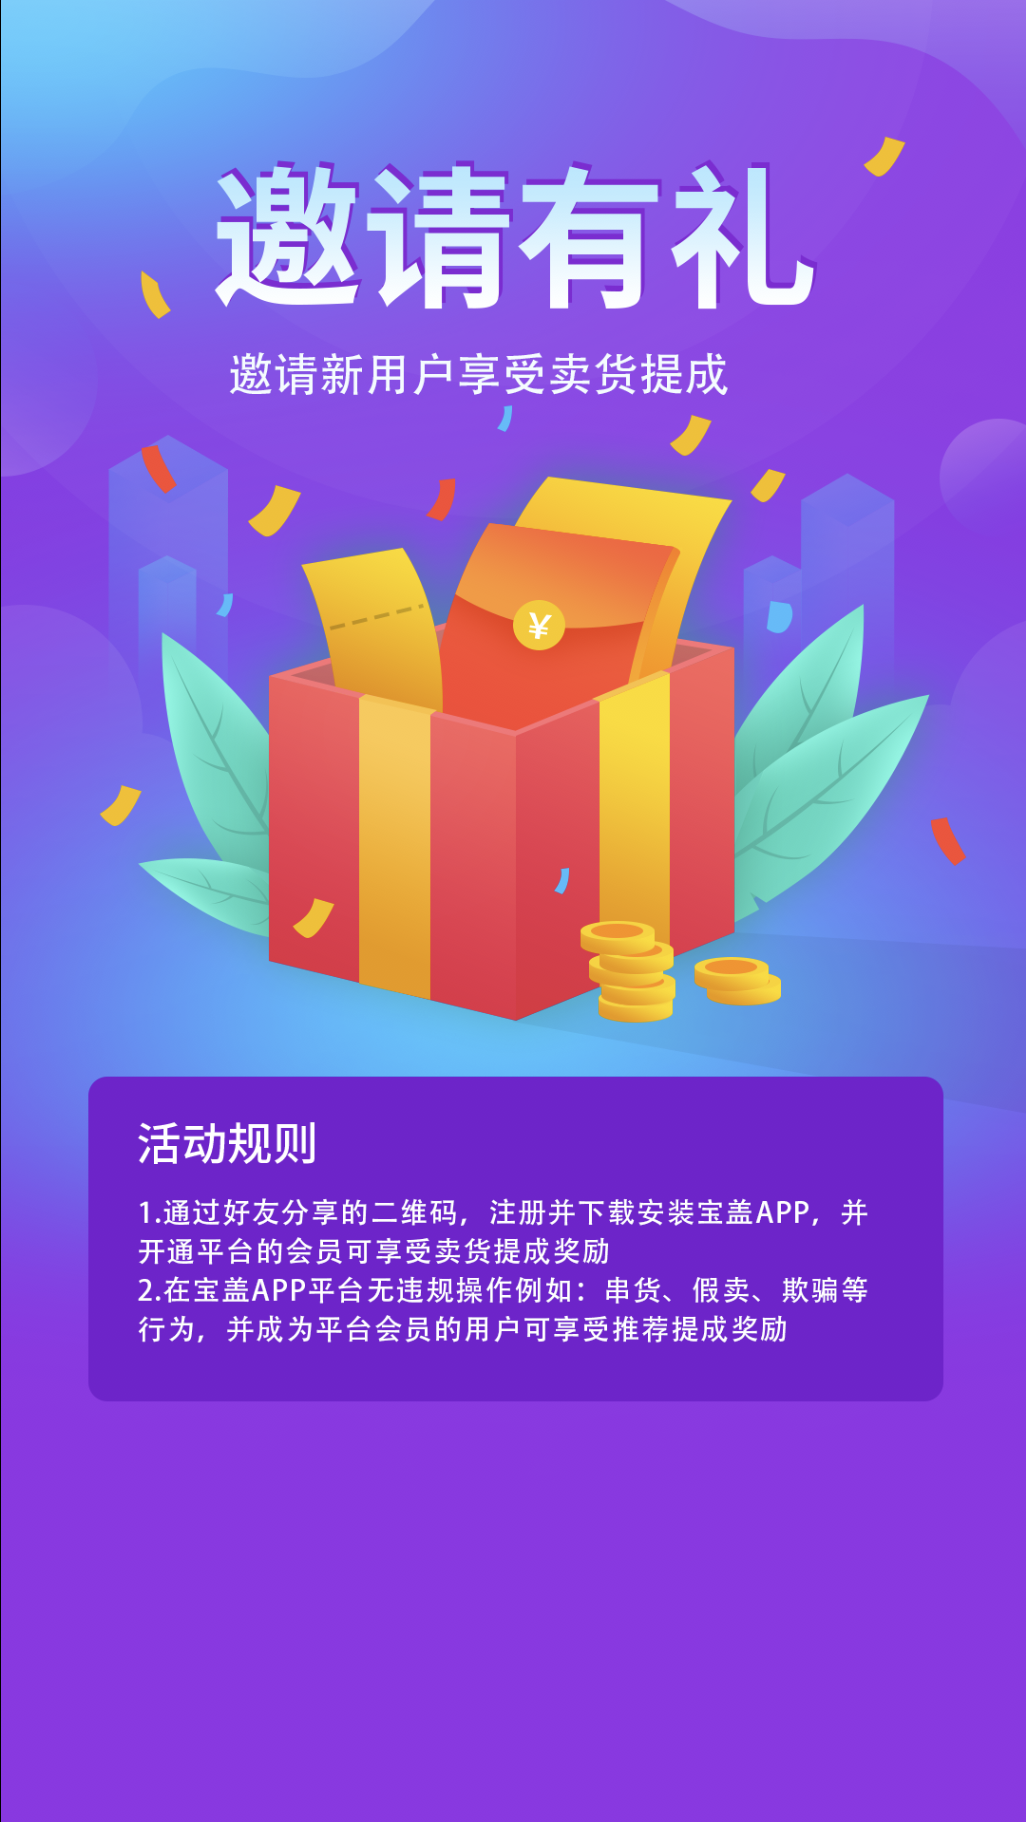 邀请有礼
邀请新用户享受卖货提成
¥
活动规则
1.通过好友分享的二维码，注册并下载安装宝盖APP，并
开通平台的会员可享受卖货提成奖励
2.在宝盖APP平台无违规操作例如：串货、假卖、欺骗等
行为，并成为平台会员的用户可享受推荐提成奖励